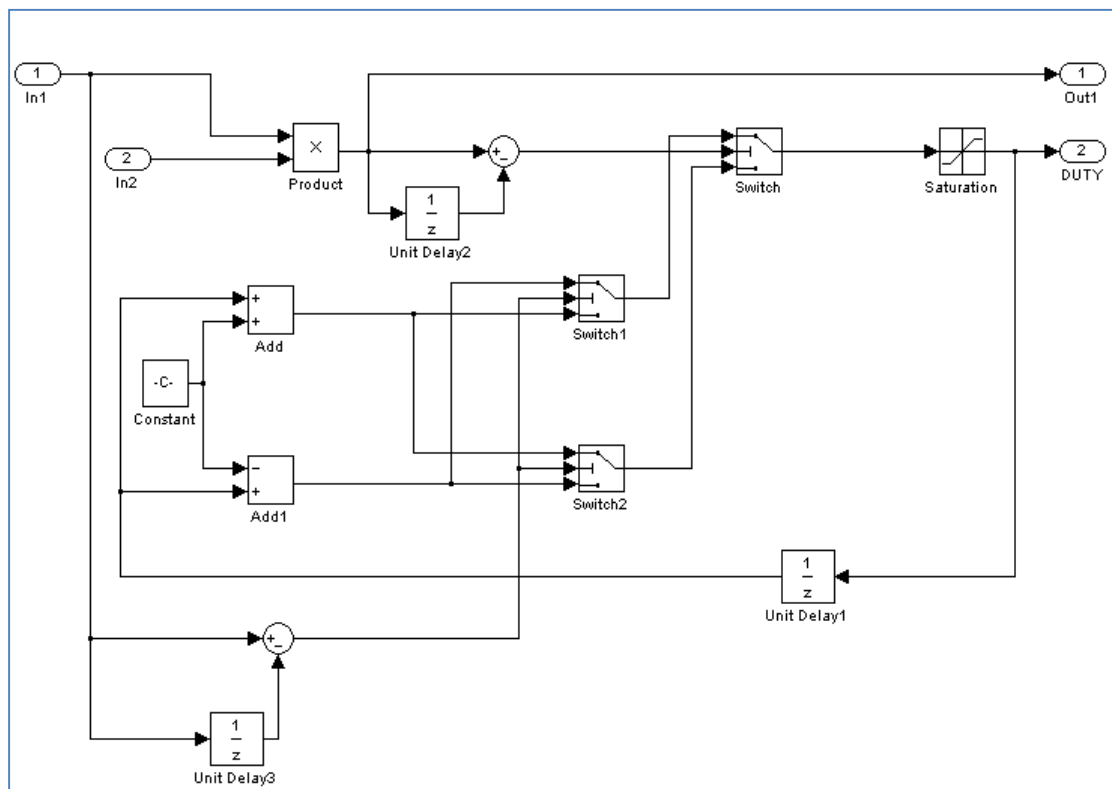 1
In1
1
Out1
2
In2
×
Product
+
−
Switch
Saturation
2
DUTY
1
z
Unit Delay2
+
+
Add
Switch1
-C-
Constant
−
+
Add1
Switch2
1
z
Unit Delay1
+
−
1
z
Unit Delay3